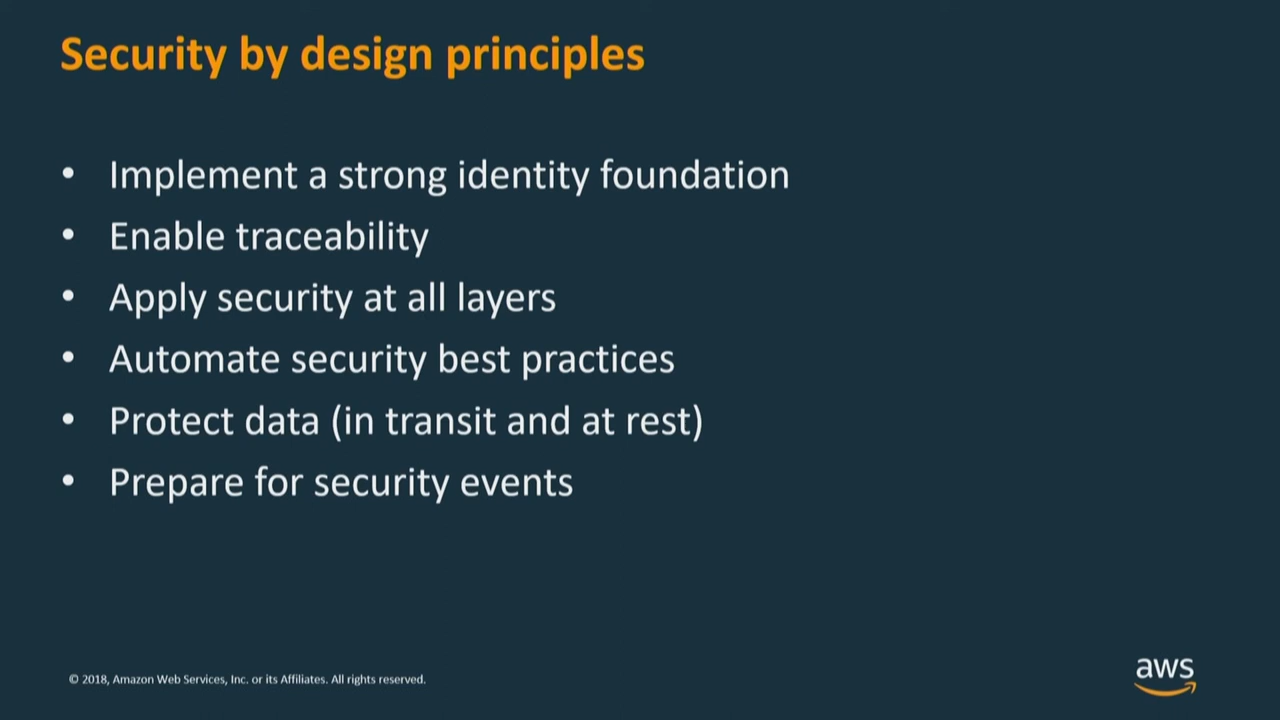 Security by design principles
• Implement a strong identity foundation
• Enable traceability
• Apply security at all layers
• Automate security best practices
• Protect data (in transit and at rest)
• Prepare for security events
© 2018, Amazon Web Services, Inc. or its Affiliates. All rights reserved.
aws